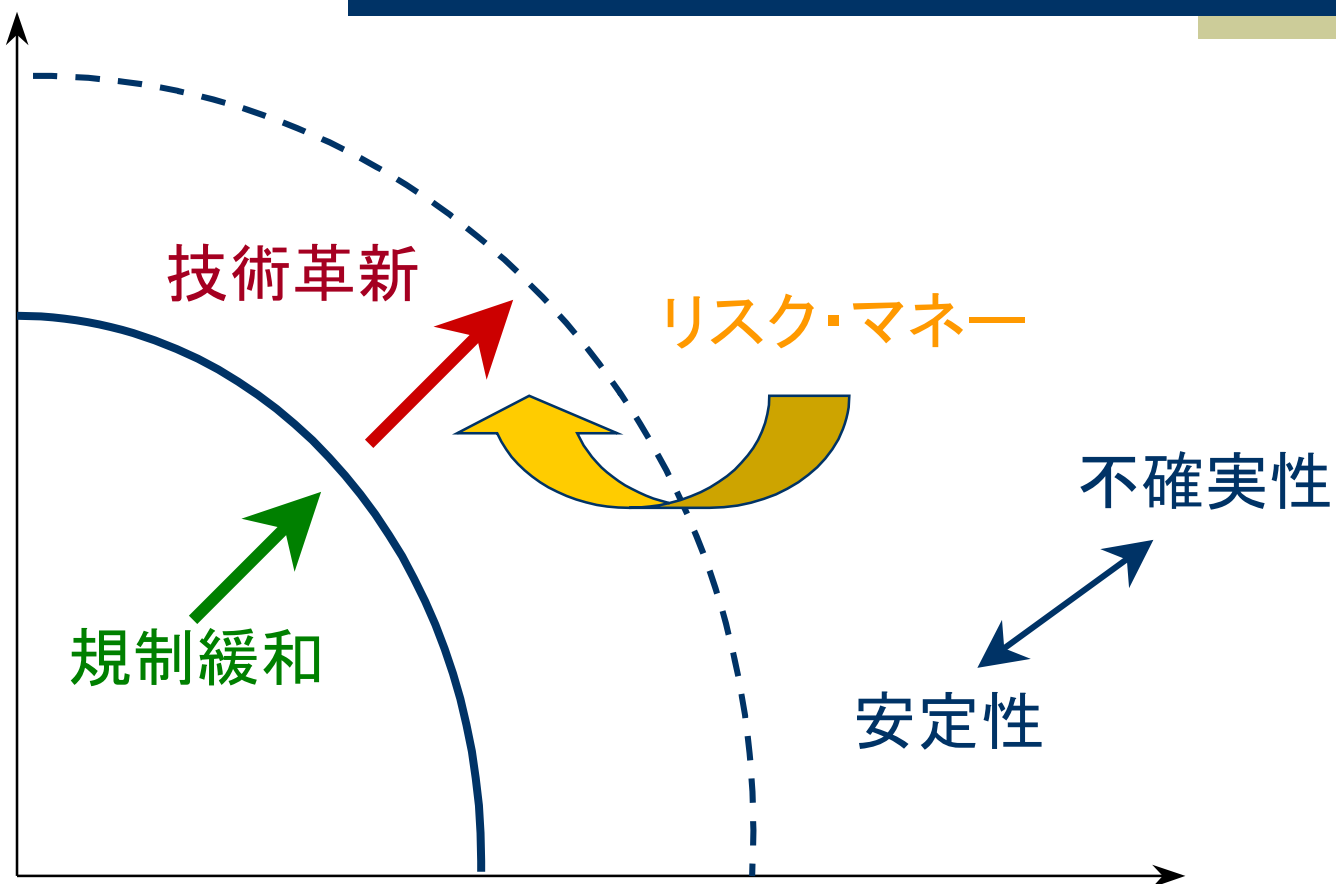 技術革新
リスク・マネー
不確実性
規制緩和
安定性